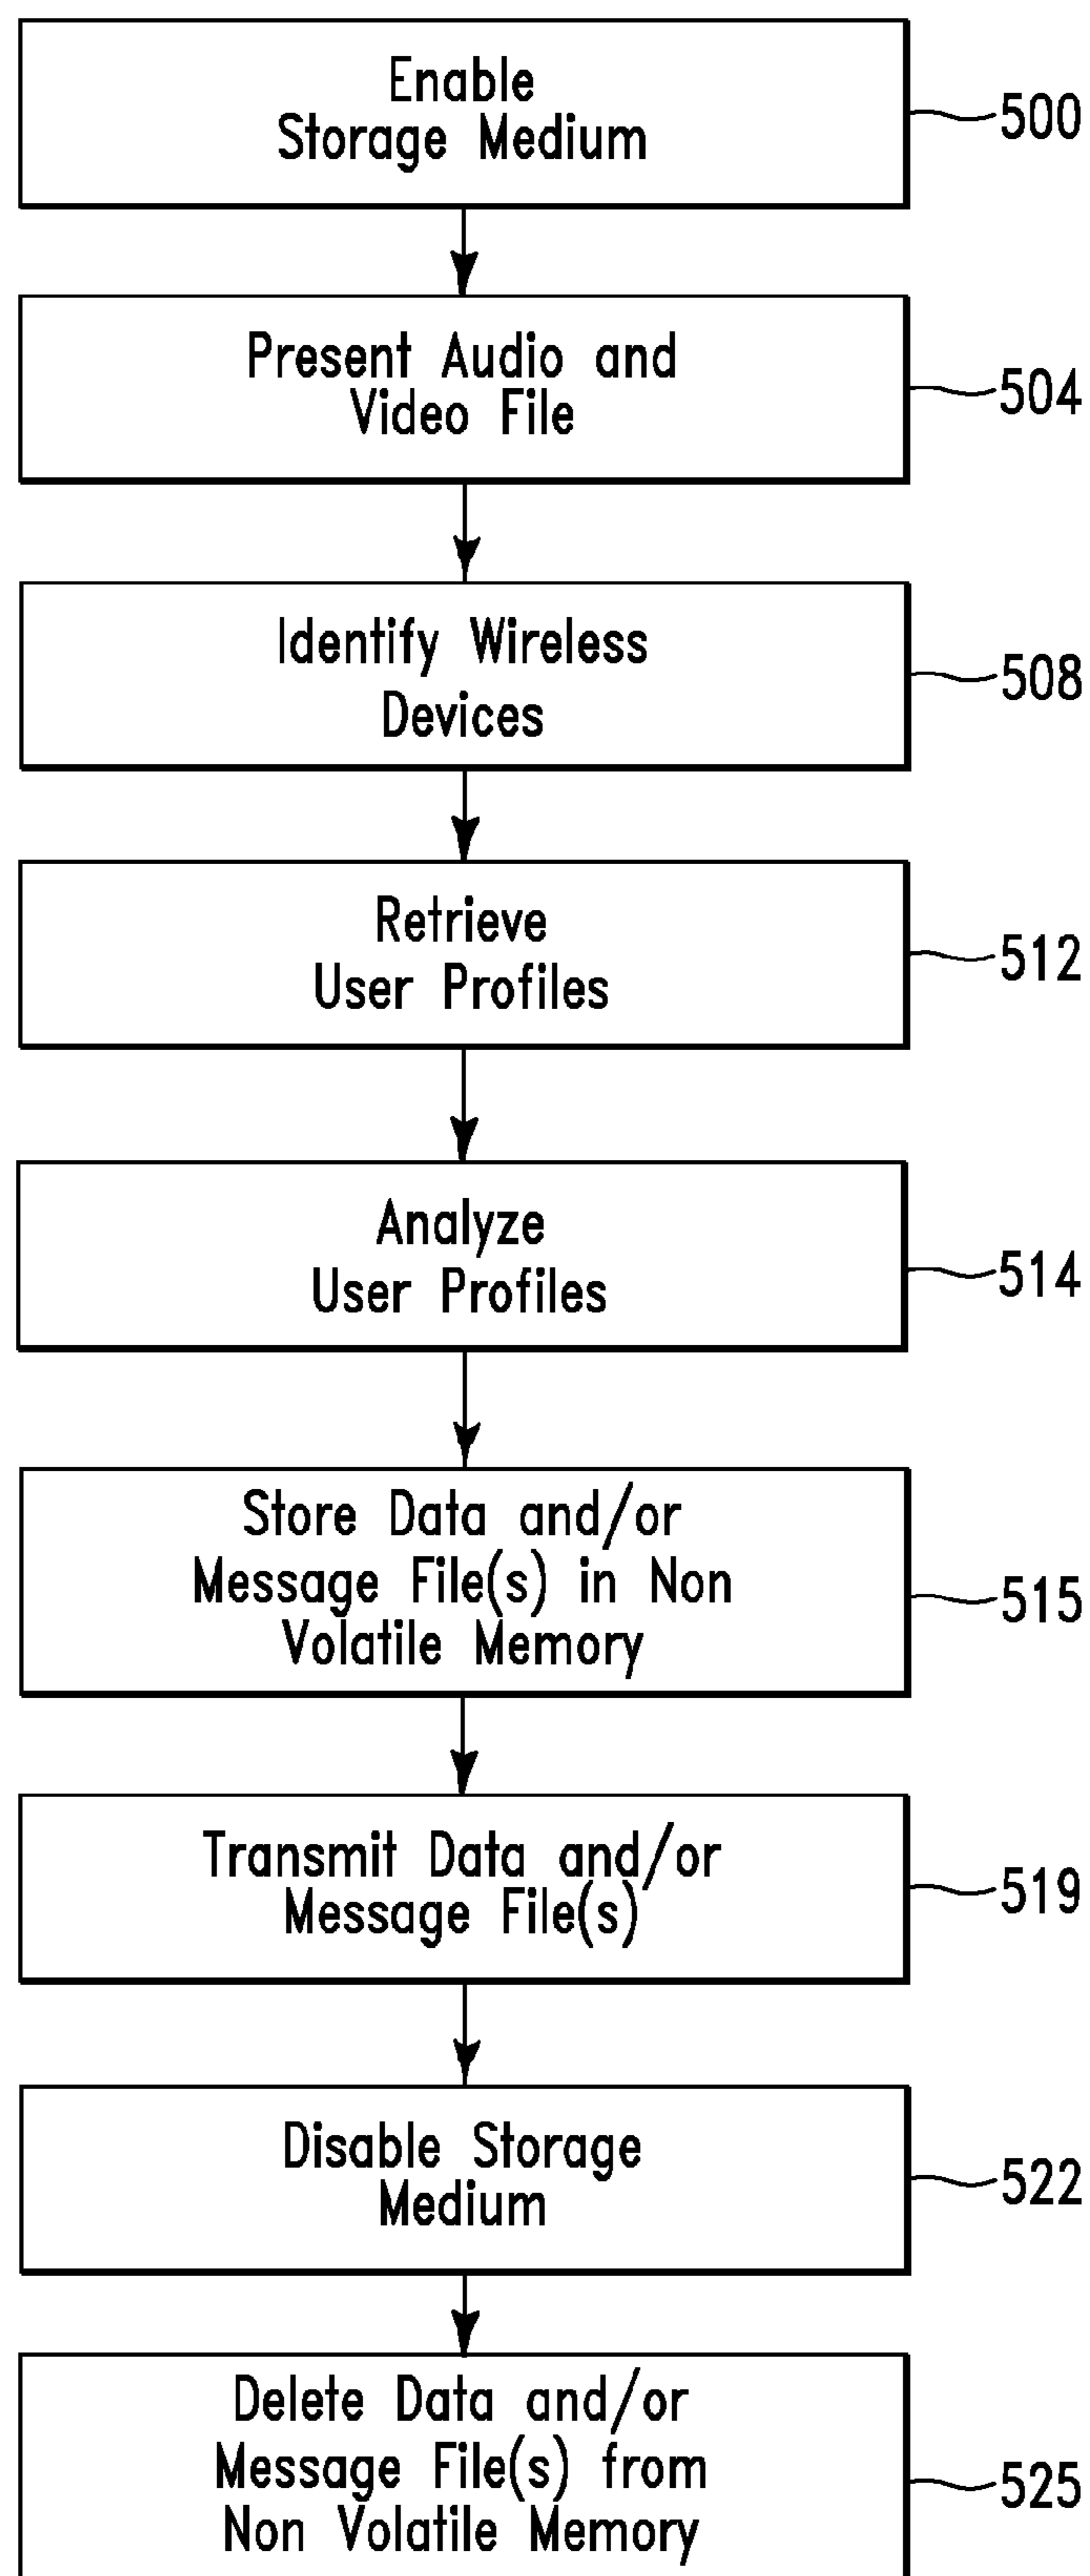 Enable
Storage Medium
500
Present Audio and
Video File
504
Identify Wireless
Devices
508
Retrieve
User Profiles
512
Analyze
User Profiles
514
Store Data and/or
Message File(s) in Non
Volatile Memory
515
Transmit Data and/or
Message File(s)
519
Disable Storage
Medium
522
Delete Data and/or
Message File(s) from
Non Volatile Memory
525